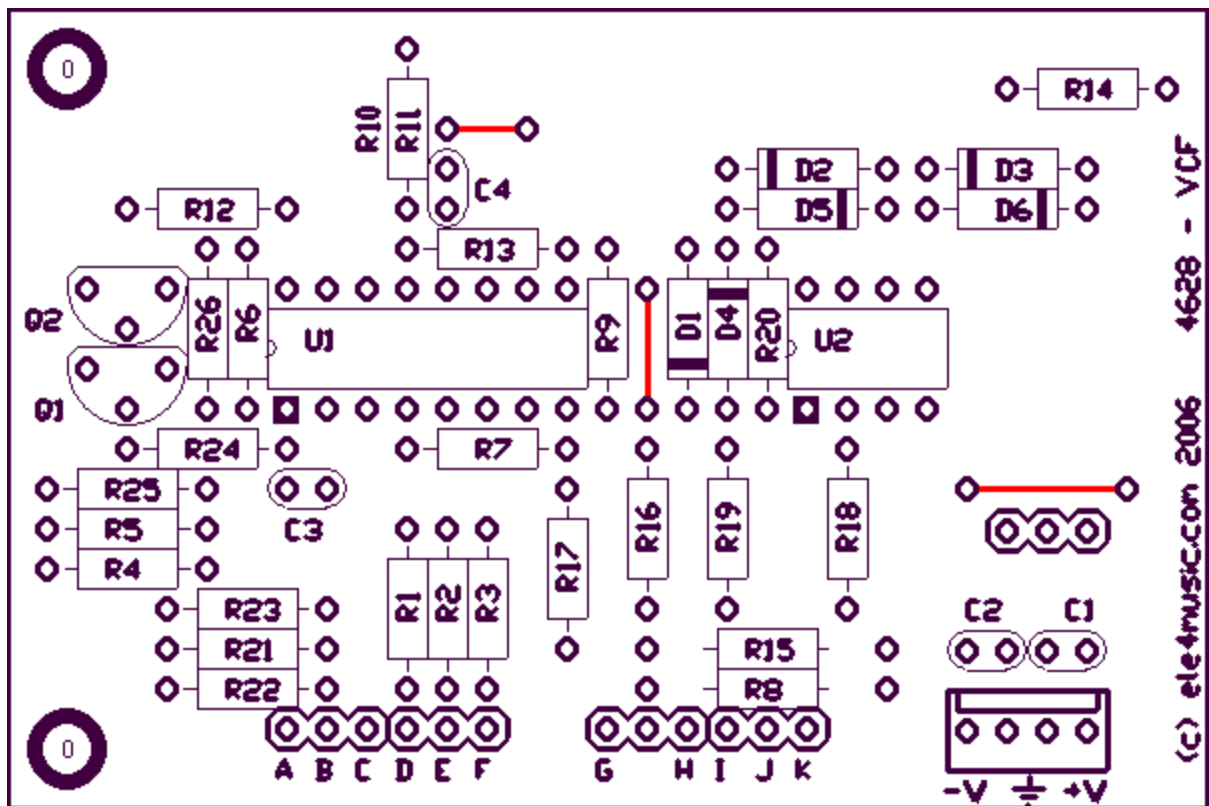 0
R14
R10
R11
4628 - VCF
C4
D2
D3
R12
D5
D6
R13
Q2
R26
R6
U1
R9
D1
D4
R20
U2
Q1
R24
R7
R25
C3
R5
R4
R17
R16
R19
R18
(c) ele4music.com 2006
R1
R2
R3
R23
C2
C1
R21
R15
R22
R8
0
A B C D E F G H I J K
-V +V